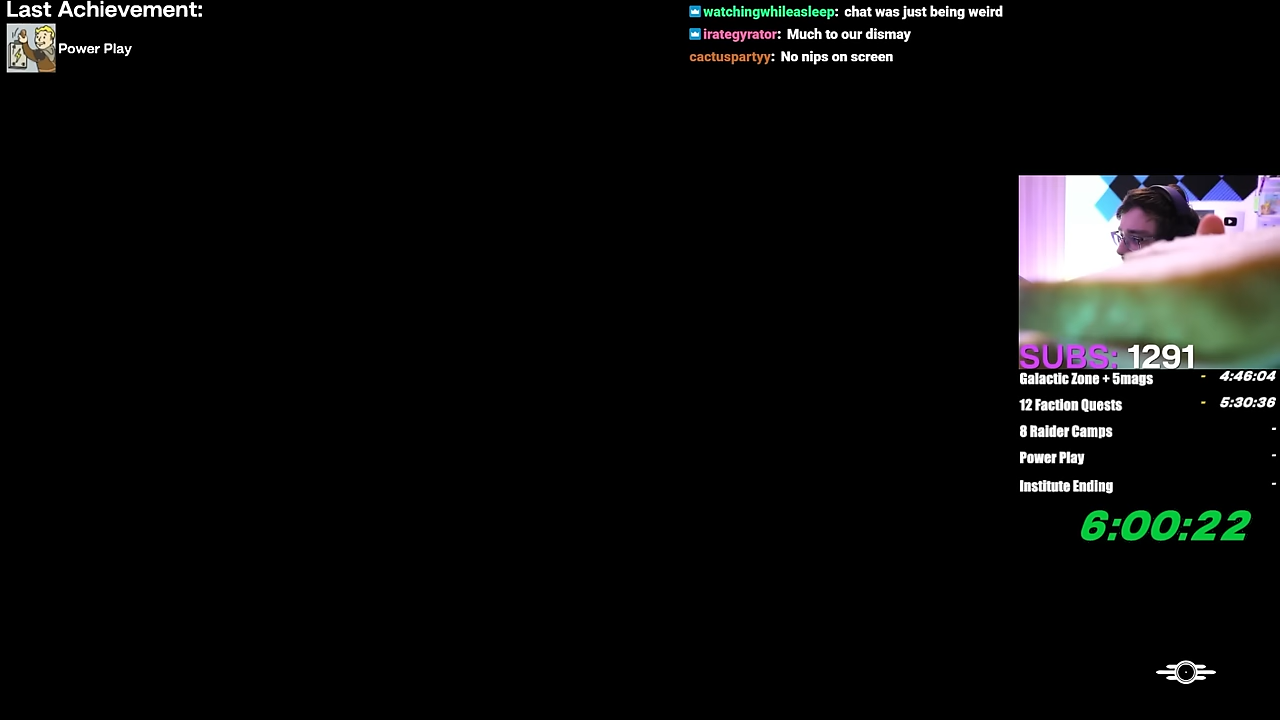 Last Achievement:
Power Play
watchingwhileasleep: chat was just being weird
irategyrator: Much to our dismay
cactuspartyy: No nips on screen
SUBS: 1291
Galactic Zone + 5mags - 4:46:04
12 Faction Quests - 5:30:36
8 Raider Camps -
Power Play -
Institute Ending -
6:00:22